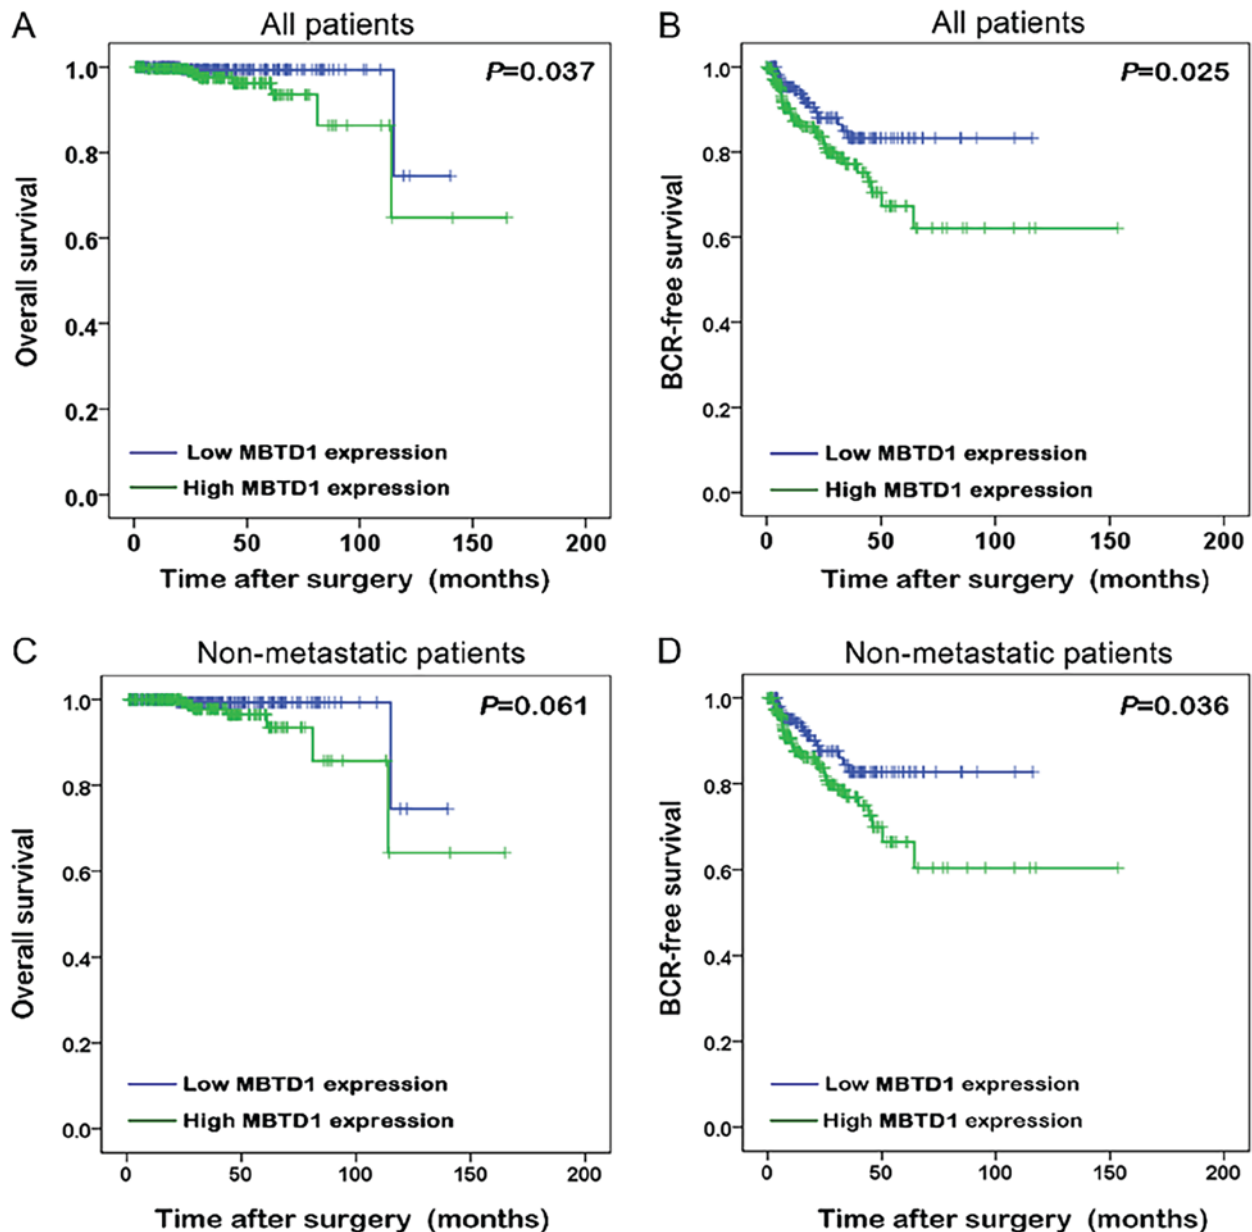 A
All patients
P=0.037
1.0
0.8
0.6
0.4
0.2
0.0
Overall survival
Low MBTD1 expression
High MBTD1 expression
0 50 100 150 200
Time after surgery (months)
B
All patients
P=0.025
1.0
0.8
0.6
0.4
0.2
0.0
BCR-free survival
Low MBTD1 expression
High MBTD1 expression
0 50 100 150 200
Time after surgery (months)
C
Non-metastatic patients
P=0.061
1.0
0.8
0.6
0.4
0.2
0.0
Overall survival
Low MBTD1 expression
High MBTD1 expression
0 50 100 150 200
Time after surgery (months)
D
Non-metastatic patients
P=0.036
1.0
0.8
0.6
0.4
0.2
0.0
BCR-free survival
Low MBTD1 expression
High MBTD1 expression
0 50 100 150 200
Time after surgery (months)